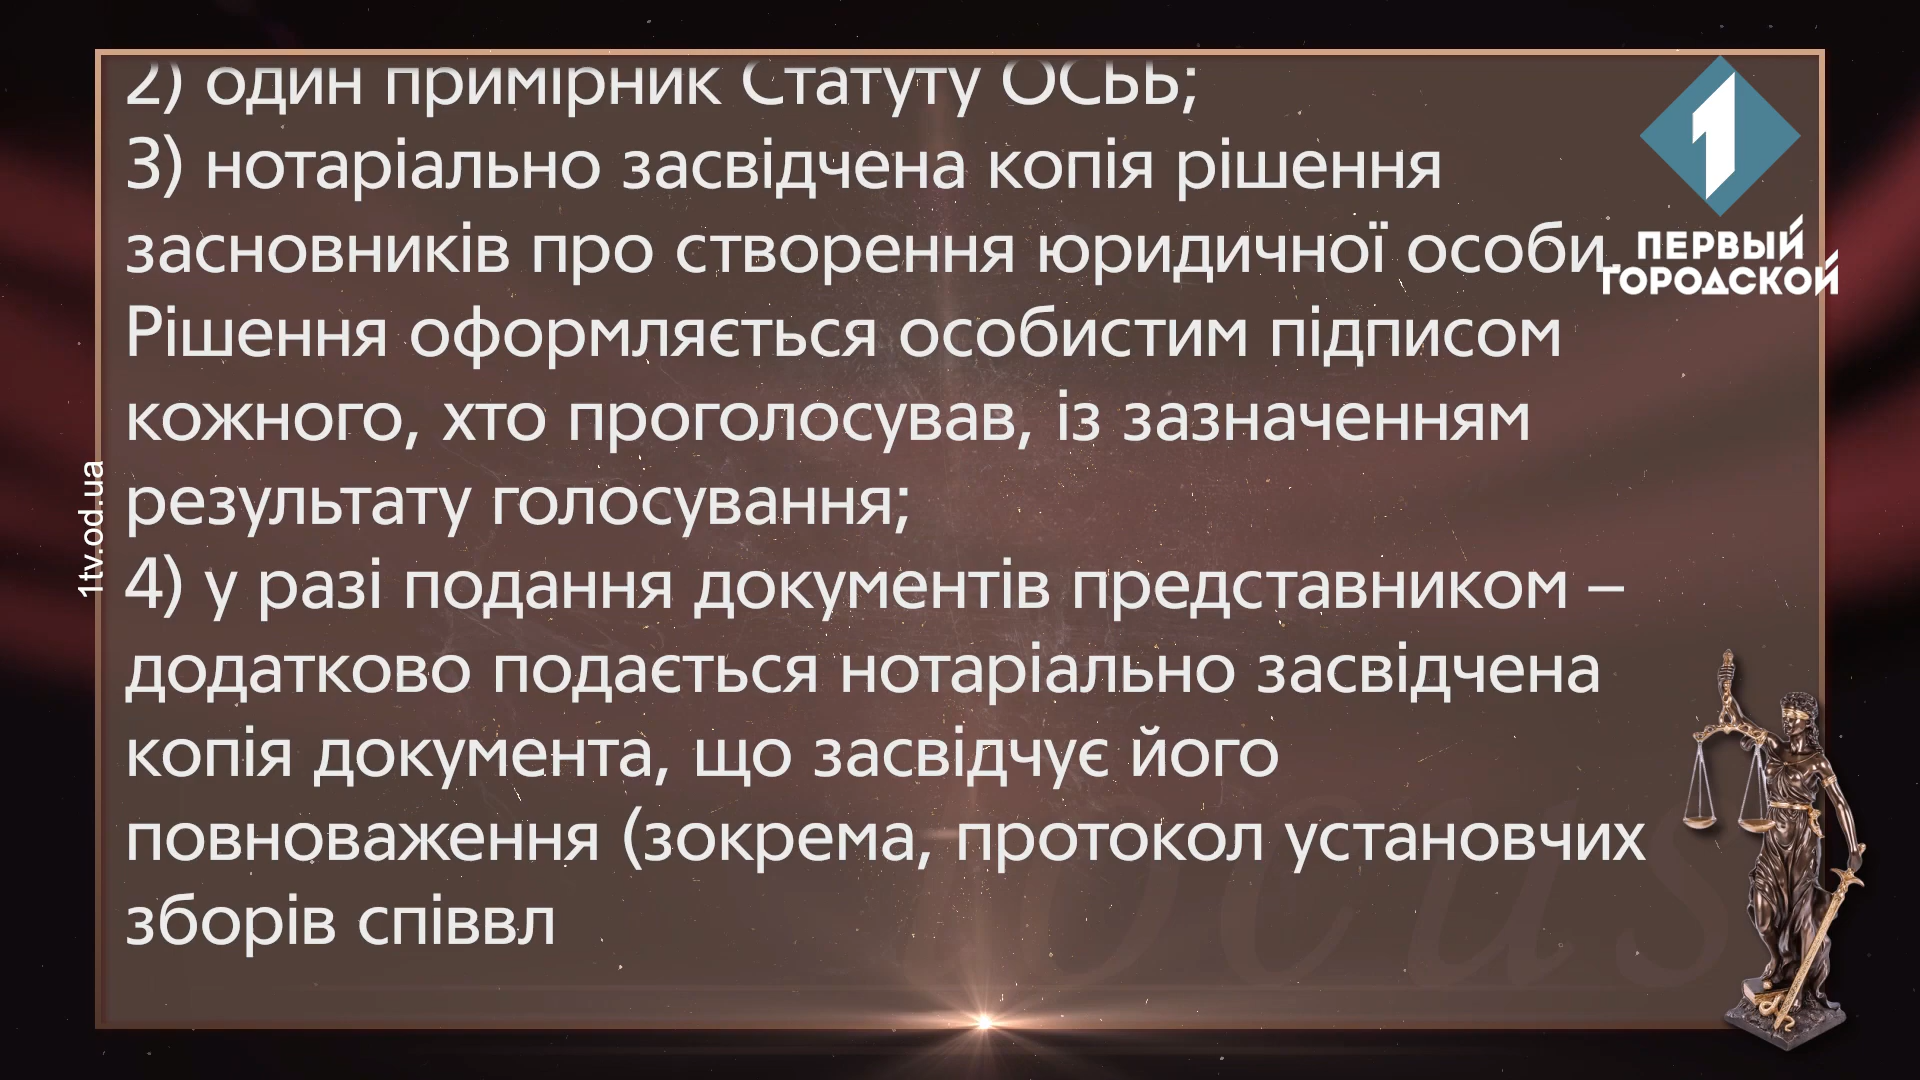 2) один примірник Статуту ОСББ;
3) нотаріально засвідчена копія рішення
засновників про створення юридичної особи.
Рішення оформляється особистим підписом
кожного, хто проголосував, із зазначенням
результату голосування;
4) у разі подання документів представником –
додатково подається нотаріально засвідчена
копія документа, що засвідчує його
повноваження (зокрема, протокол установчих
зборів співвл
1
ПЕРВЫЙ
ГОРОДСКОЙ
1tv.od.ua
ocus